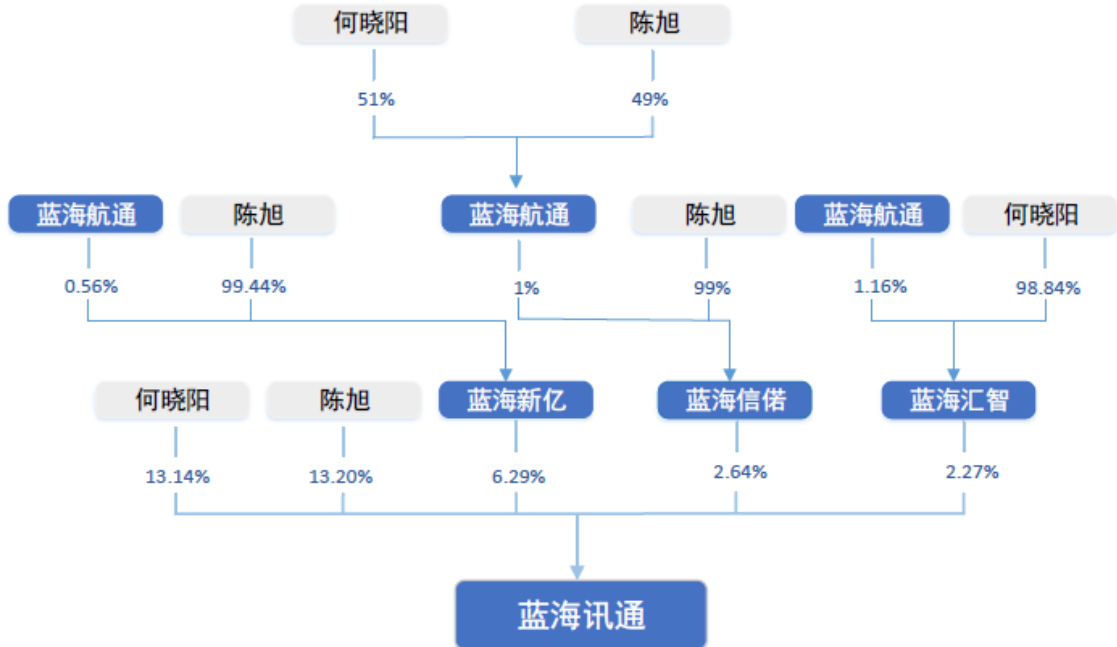 何晓阳 陈旭
51% 49%
蓝海航通 陈旭 蓝海航通 陈旭 蓝海航通 何晓阳
0.56% 99.44% 1% 99% 1.16% 98.84%
何晓阳 陈旭 蓝海新亿 蓝海信偌 蓝海汇智
13.14% 13.20% 6.29% 2.64% 2.27%
蓝海讯通